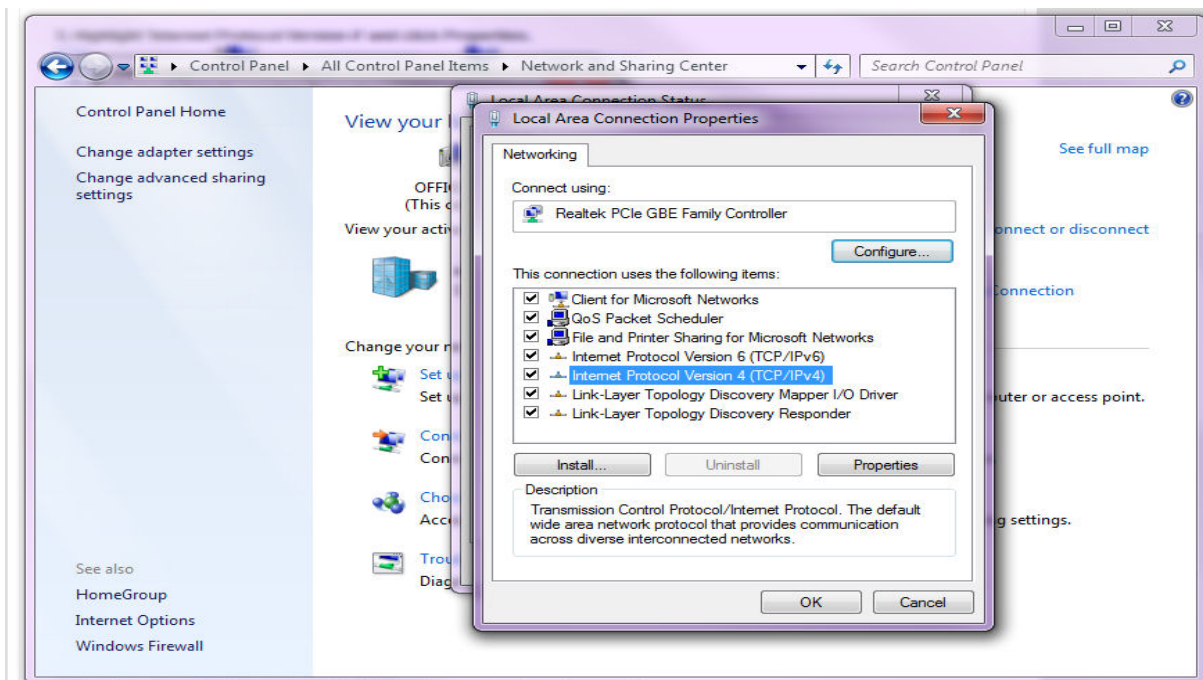 Control Panel ▸ All Control Panel Items ▸ Network and Sharing Center
Search Control Panel
Control Panel Home
Change adapter settings
Change advanced sharing
settings
See also
HomeGroup
Internet Options
Windows Firewall
View your
OFFI
(This
View your
Change your
Set
Set
Con
Con
Cho
Acc
Trou
Diag
Local Area Connection Status
Local Area Connection Properties
Networking
Connect using:
Realtek PCIe GBE Family Controller
Configure...
This connection uses the following items:
Client for Microsoft Networks
QoS Packet Scheduler
File and Printer Sharing for Microsoft Networks
Internet Protocol Version 6 (TCP/IPv6)
Internet Protocol Version 4 (TCP/IPv4)
Link-Layer Topology Discovery Mapper I/O Driver
Link-Layer Topology Discovery Responder
Install...
Uninstall
Properties
Description
Transmission Control Protocol/Internet Protocol. The default
wide area network protocol that provides communication
across diverse interconnected networks.
OK
Cancel
See full map
onnect or disconnect
Connection
uter or access point.
g settings.